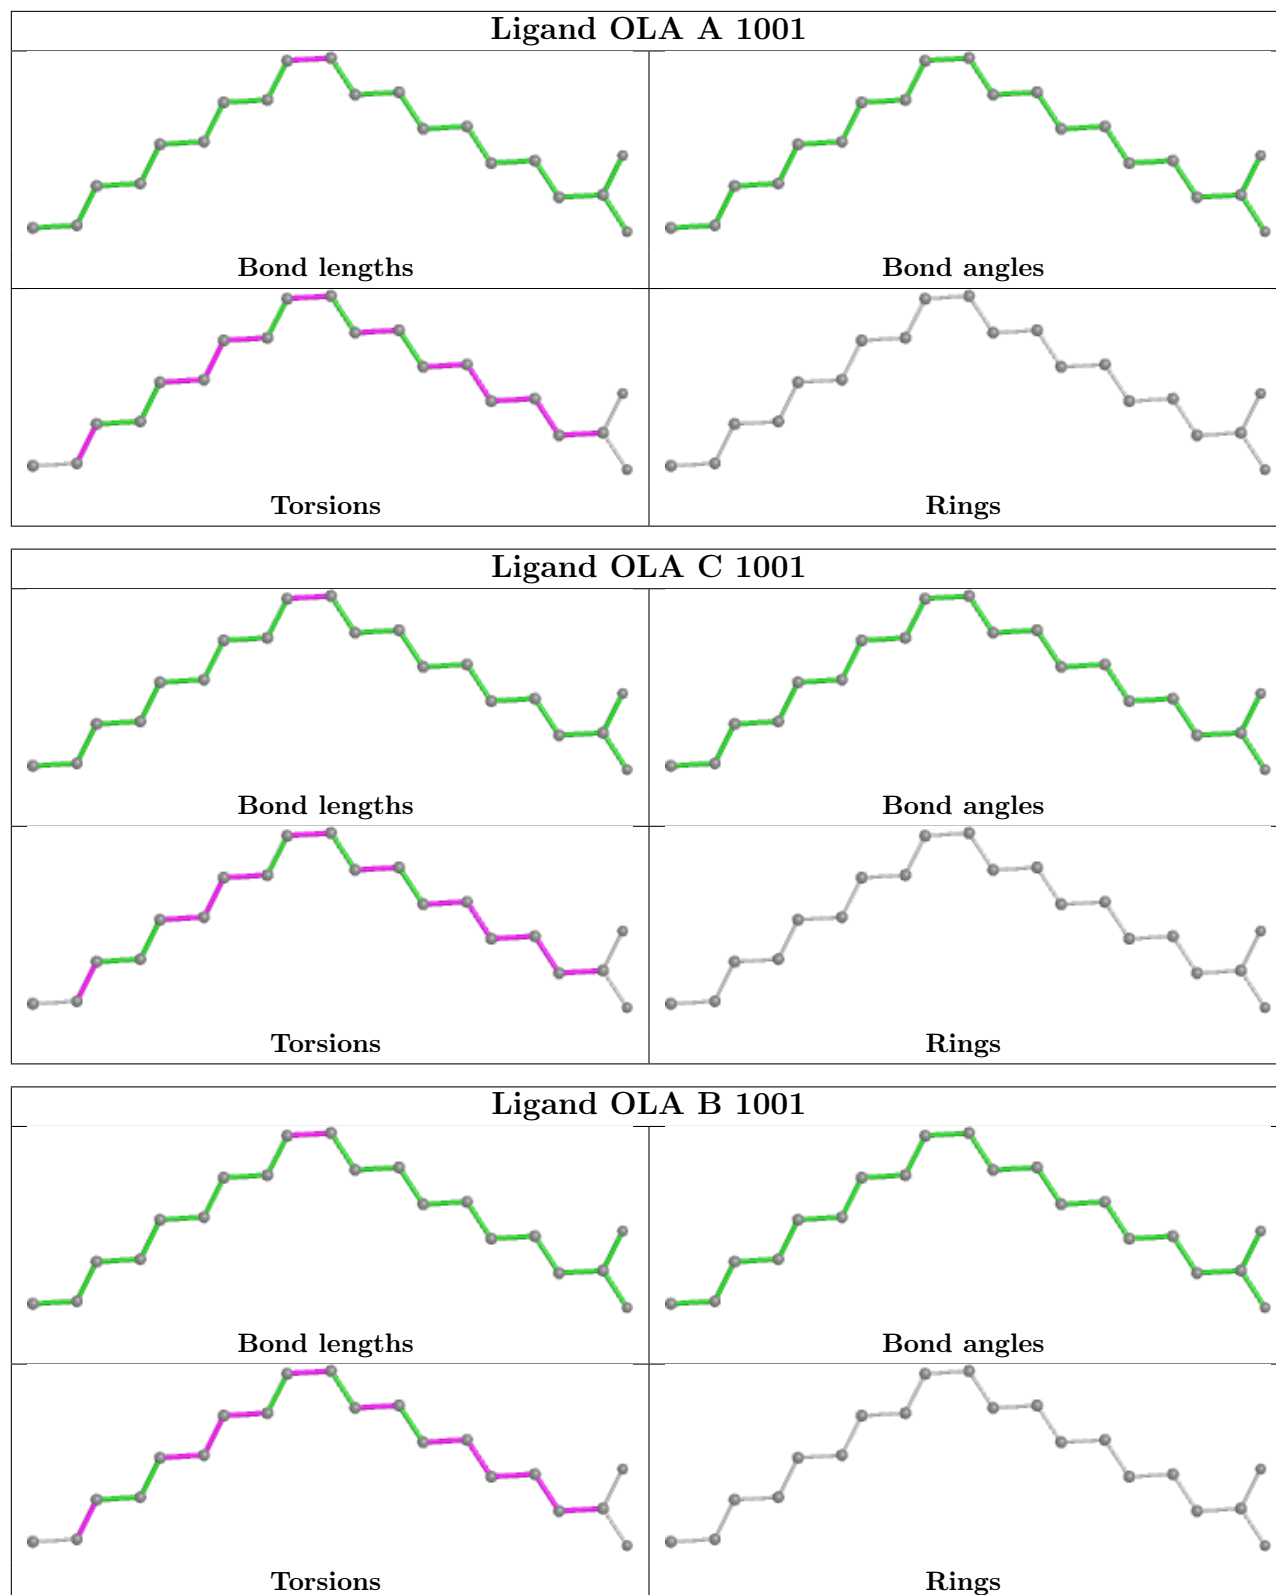 Ligand OLA A 1001
Bond lengths
Bond angles
Torsions
Rings
Ligand OLA C 1001
Bond lengths
Bond angles
Torsions
Rings
Ligand OLA B 1001
Bond lengths
Bond angles
Torsions
Rings